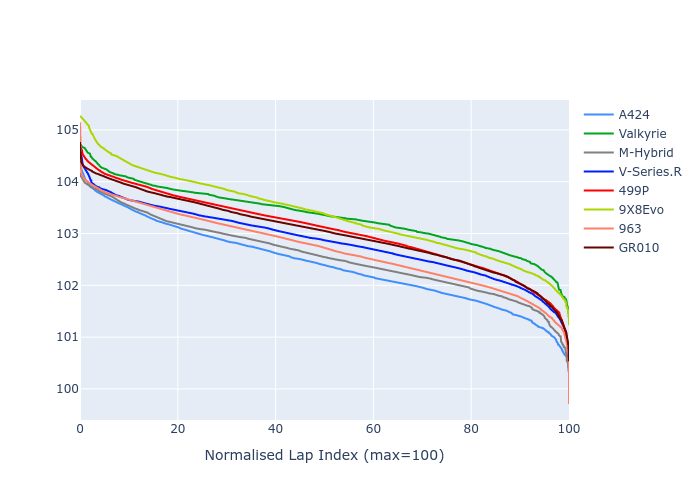 105
104
103
102
101
100
0 20 40 60 80 100
Normalised Lap Index (max=100)
A424
Valkyrie
M-Hybrid
V-Series.R
499P
9X8Evo
963
GR010